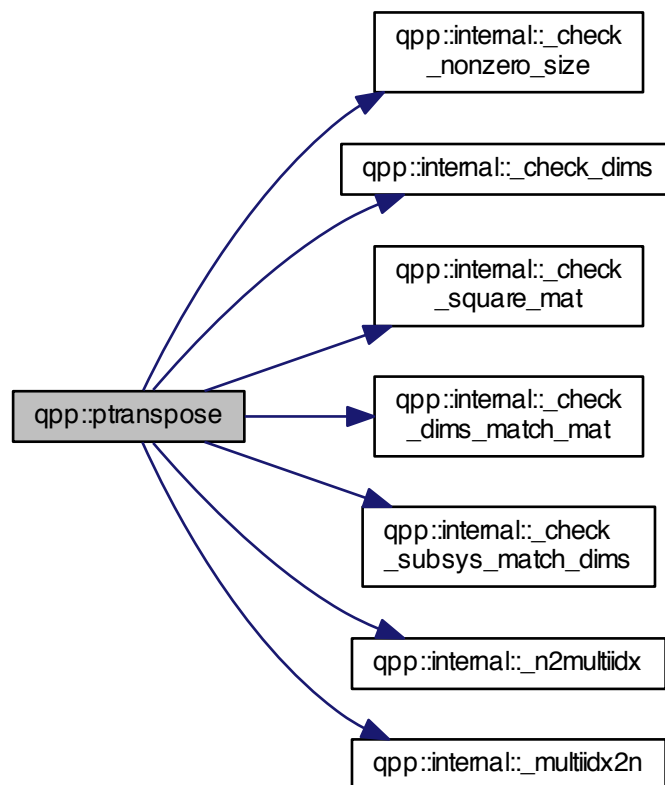 qpp::internal::_check
_nonzero_size
qpp::internal::_check_dims
qpp::internal::_check
_square_mat
qpp::ptranspose
qpp::internal::_check
_dims_match_mat
qpp::internal::_check
_subsys_match_dims
qpp::internal::_n2multiidx
qpp::internal::_multiidx2n